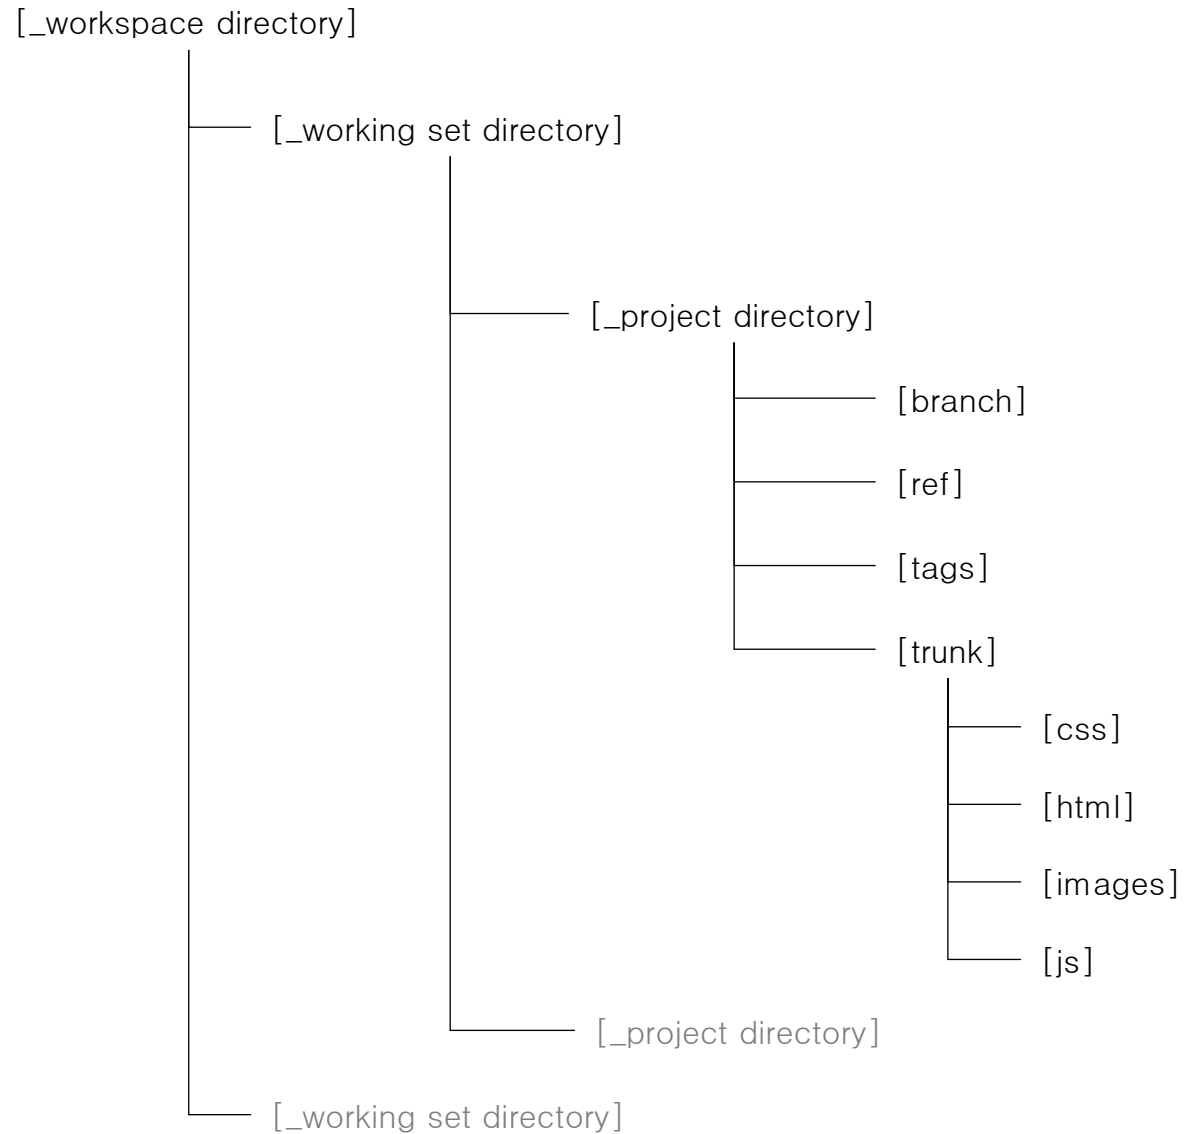 [_workspace directory]
[_working set directory]
[_project directory]
[branch]
[ref]
[tags]
[trunk]
[css]
[html]
[images]
[js]
[_project directory]
[_working set directory]